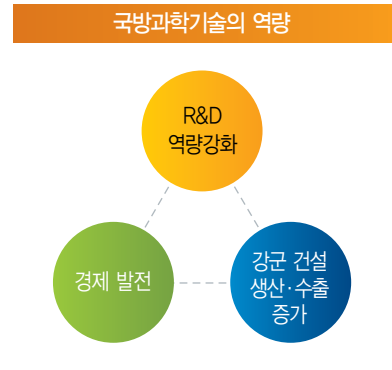 국방과학기술의 역량
R&D
역량강화
경제 발전
강군 건설
생산·수출
증가